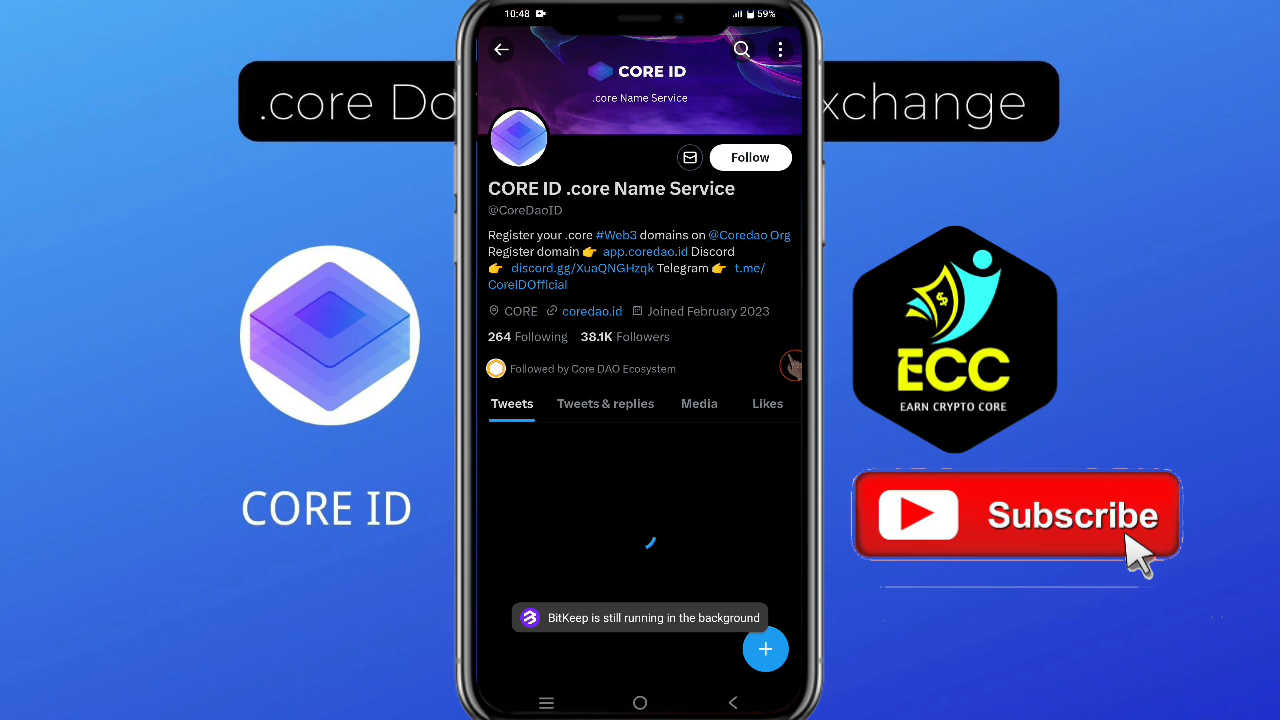 10:48
59%
.core Do
xchange
CORE ID
.core Name Service
Follow
CORE ID .core Name Service
@CoreDaoID
Register your .core #Web3 domains on @Coredao Org
Register domain 👉 app.coredao.id Discord
👉 discord.gg/XuaQNGHzqk Telegram 👉 t.me/
CoreIDOfficial
CORE coredao.id Joined February 2023
264 Following 38.1K Followers
Followed by Core DAO Ecosystem
Tweets Tweets & replies Media Likes
BitKeep is still running in the background
CORE ID
$
ECC
EARN CRYPTO CORE
Subscribe